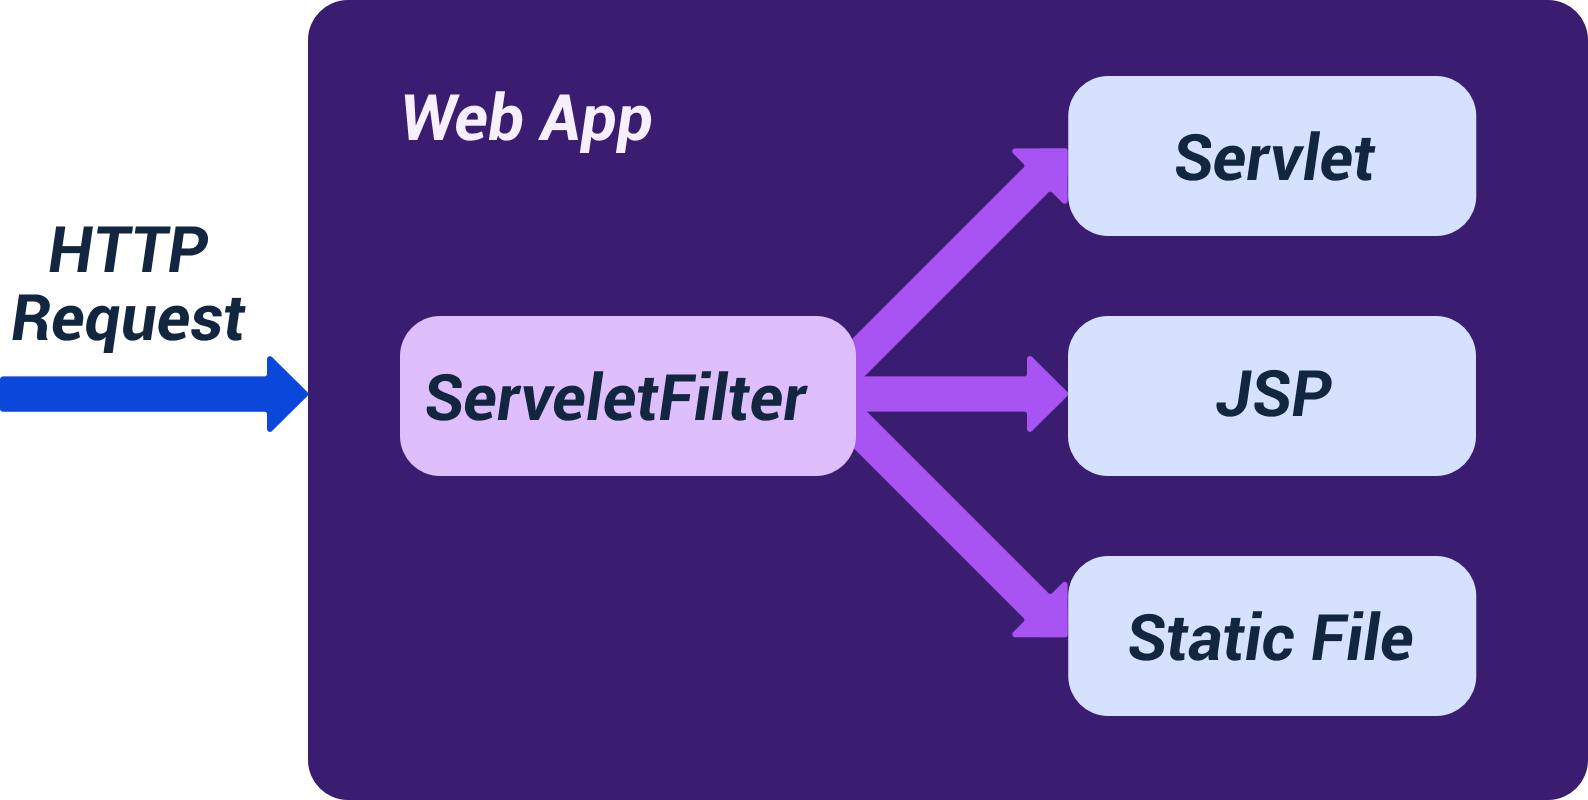 Web App
HTTP
Request
ServeletFilter
Servlet
JSP
Static File